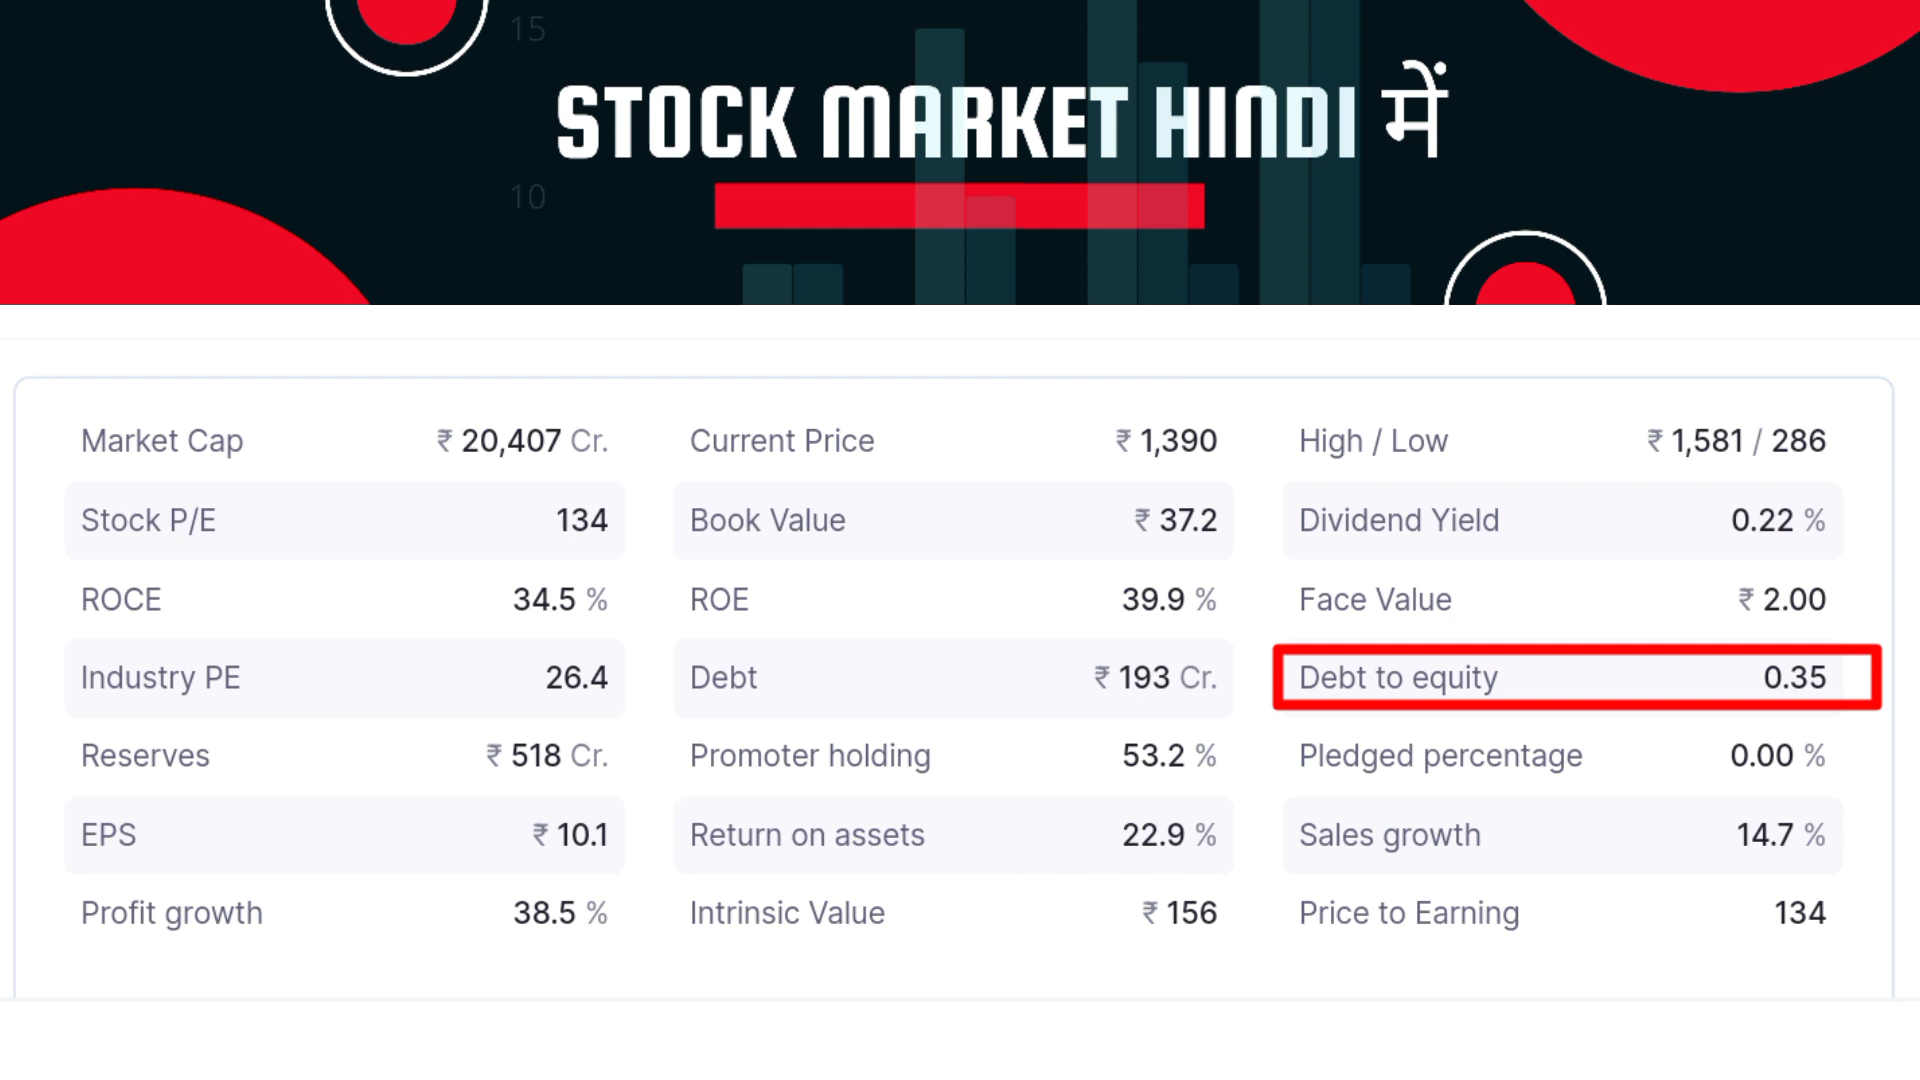 15
STOCK MARKET HINDI में
10
Market Cap ₹ 20,407 Cr. Current Price ₹ 1,390 High / Low ₹ 1,581 / 286
Stock P/E 134 Book Value ₹ 37.2 Dividend Yield 0.22 %
ROCE 34.5 % ROE 39.9 % Face Value ₹ 2.00
Industry PE 26.4 Debt ₹ 193 Cr. Debt to equity 0.35
Reserves ₹ 518 Cr. Promoter holding 53.2 % Pledged percentage 0.00 %
EPS ₹ 10.1 Return on assets 22.9 % Sales growth 14.7 %
Profit growth 38.5 % Intrinsic Value ₹ 156 Price to Earning 134